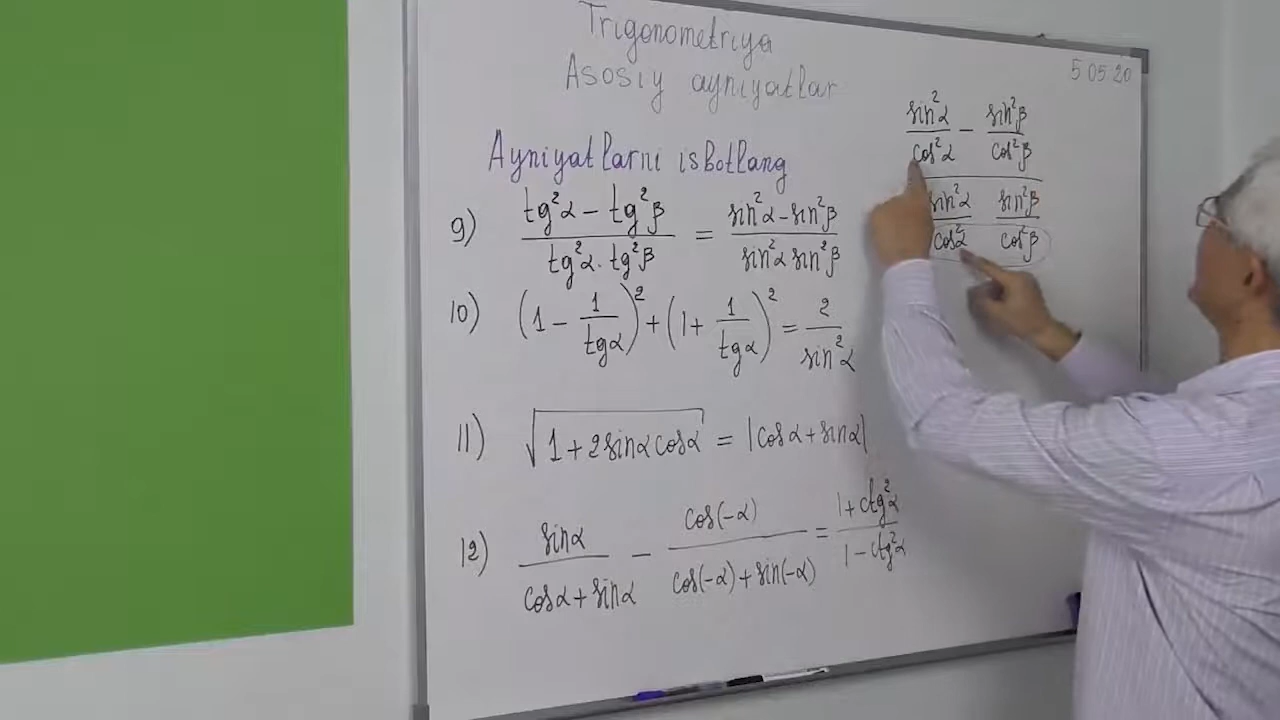 Trigonometriya
Asosiy ayniyatlar
5 05 20
Ayniyatlarni isbotlang
9) (tg²α − tg²β)/(tg²α · tg²β) = (sin²α − sin²β)/(sin²α sin²β)
10) (1 − 1/tgα)² + (1 + 1/tgα)² = 2/sin²α
11) √(1 + 2sinα cosα) = |cosα + sinα|
12) sinα/(cosα + sinα) − cos(−α)/(cos(−α) + sin(−α)) = (1 + ctg²α)/(1 − ctg²α)
sin²α/cos²α − sin²β/cos²β
sin²α/cos²α sin²β/cos²β